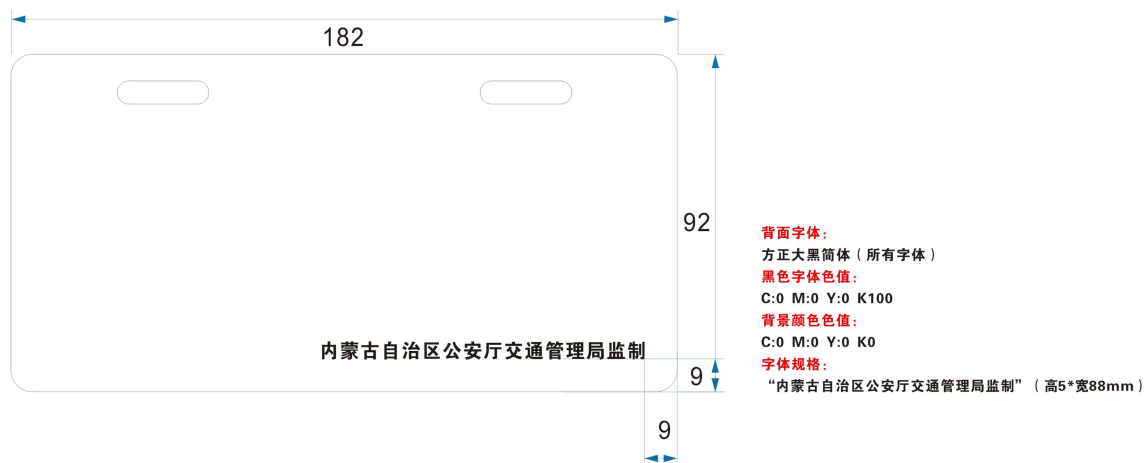 182
92
内蒙古自治区公安厅交通管理局监制
9
9
背面字体：
方正大黑简体（所有字体）
黑色字体色值：
C:0 M:0 Y:0 K100
背景颜色色值：
C:0 M:0 Y:0 K0
字体规格：
“内蒙古自治区公安厅交通管理局监制”（高5*宽88mm）